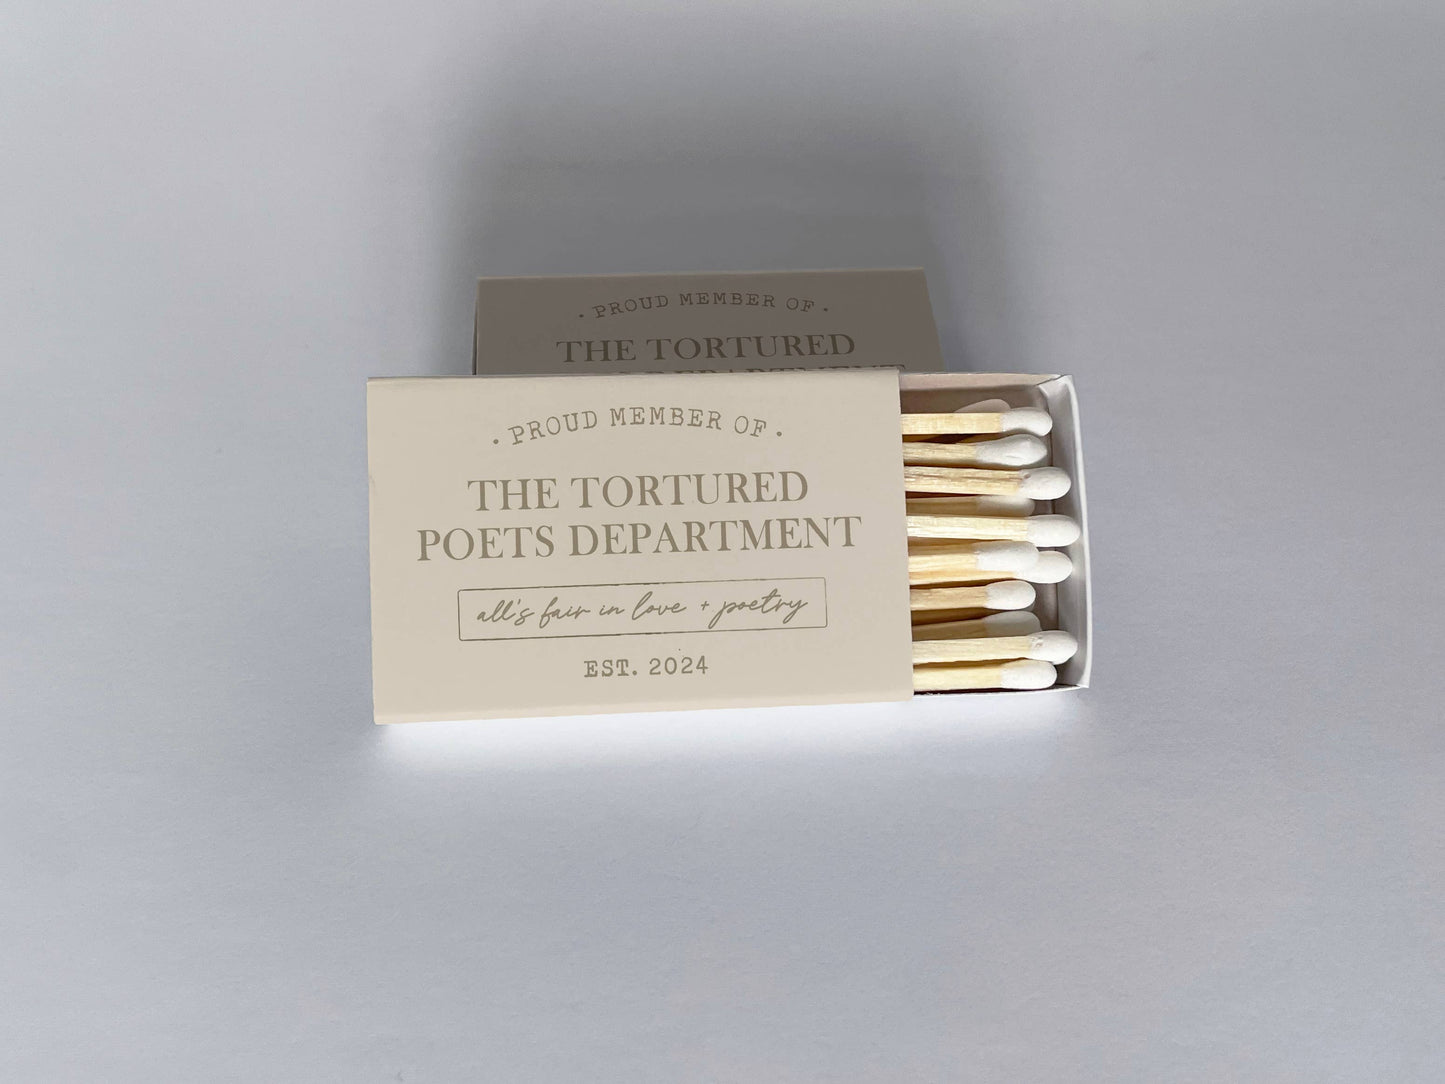 · PROUD MEMBER OF ·
THE TORTURED
· PROUD MEMBER OF ·
THE TORTURED
POETS DEPARTMENT
all's fair in love + poetry
EST. 2024